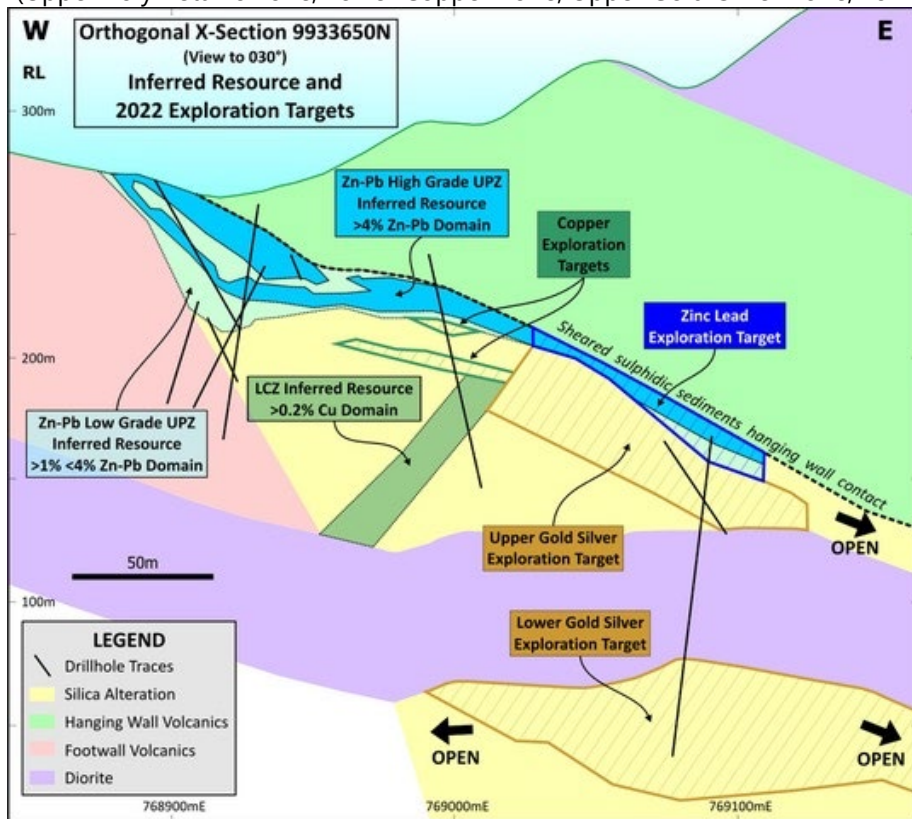 W
Orthogonal X-Section 9933650N
(View to 030°)
Inferred Resource and
2022 Exploration Targets
E
RL
300m
Zn-Pb High Grade UPZ
Inferred Resource
>4% Zn-Pb Domain
Copper
Exploration
Targets
Zinc Lead
Exploration Target
Sheared sulphidic sediments hanging wall contact
200m
LCZ Inferred Resource
>0.2% Cu Domain
Zn-Pb Low Grade UPZ
Inferred Resource
>1% <4% Zn-Pb Domain
Upper Gold Silver
Exploration Target
OPEN
50m
100m
Lower Gold Silver
Exploration Target
LEGEND
Drillhole Traces
Silica Alteration
Hanging Wall Volcanics
Footwall Volcanics
Diorite
OPEN
OPEN
768900mE
769000mE
769100mE